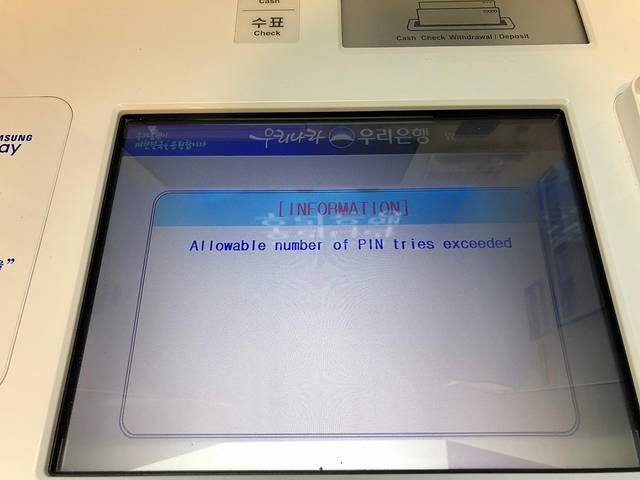 Cash
수표
Check
Cash Check Withdrawal / Deposit
MSUNG
ay
우리나라 우리은행 W
[INFORMATION]
Allowable number of PIN tries exceeded